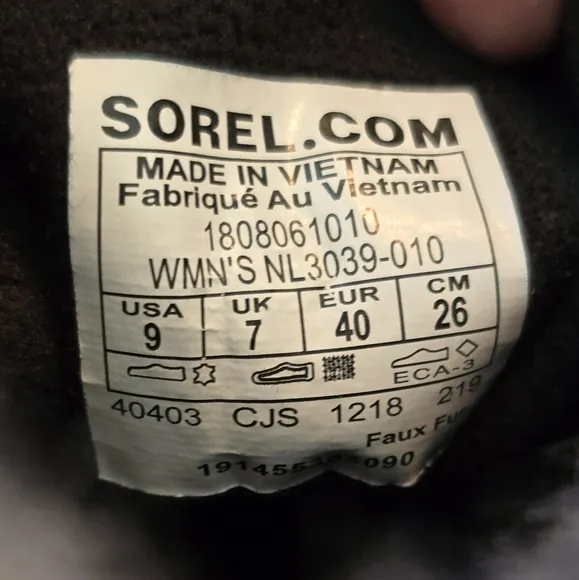 SOREL.COM
MADE IN VIETNAM
Fabriqué Au Vietnam
1808061010
WMN'S NL3039-010
USA UK EUR CM
9 7 40 26
ECA-3
40403 CJS 1218 219
Faux